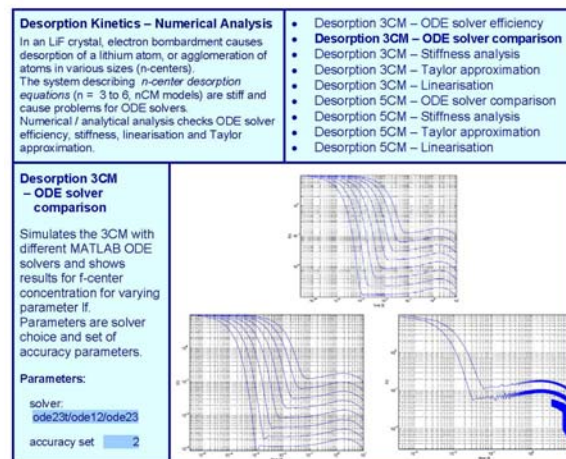 Desorption Kinetics – Numerical Analysis
In an LiF crystal, electron bombardment causes
desorption of a lithium atom, or agglomeration of
atoms in various sizes (n-centers).
The system describing n-center desorption
equations (n = 3 to 6, nCM models) are stiff and
cause problems for ODE solvers.
Numerical / analytical analysis checks ODE solver
efficiency, stiffness, linearisation and Taylor
approximation.
• Desorption 3CM – ODE solver efficiency
• Desorption 3CM – ODE solver comparison
• Desorption 3CM – Stiffness analysis
• Desorption 3CM – Taylor approximation
• Desorption 3CM – Linearisation
• Desorption 5CM – ODE solver comparison
• Desorption 5CM – Stiffness analysis
• Desorption 5CM – Taylor approximation
• Desorption 5CM – Linearisation
Desorption 3CM
– ODE solver
comparison
Simulates the 3CM with
different MATLAB ODE
solvers and shows
results for f-center
concentration for varying
parameter lf.
Parameters are solver
choice and set of
accuracy parameters.
Parameters:
solver:
ode23t/ode12/ode23
accuracy set 2